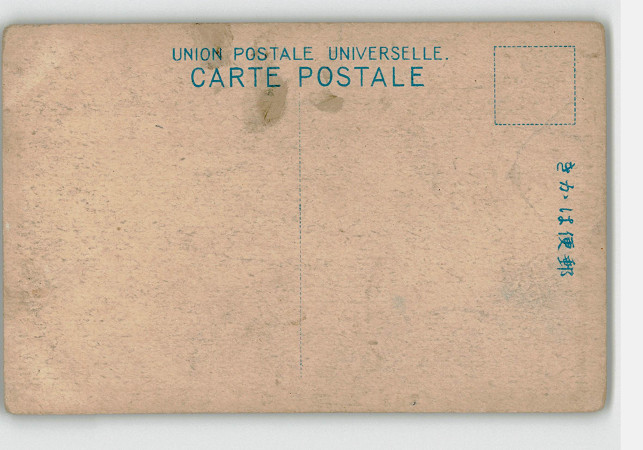 UNION POSTALE UNIVERSELLE.
CARTE POSTALE
きかは便郵